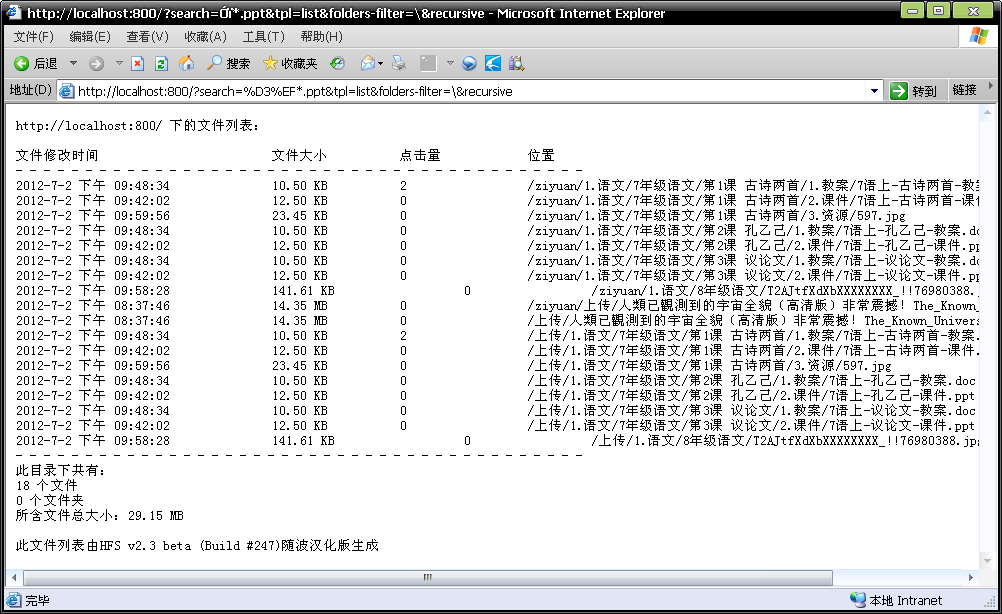 http://localhost:800/?search=Óï*.ppt&tpl=list&folders-filter=\&recursive - Microsoft Internet Explorer
文件(F) 编辑(E) 查看(V) 收藏(A) 工具(T) 帮助(H)
后退 搜索 收藏夹
地址(D) http://localhost:800/?search=%D3%EF*.ppt&tpl=list&folders-filter=\&recursive 转到 链接
http://localhost:800/ 下的文件列表：
文件修改时间 文件大小 点击量 位置
- - - - - - - - - - - - - - - - - - - - - - - - - - - - - - - - - - - - - - - - -
2012-7-2 下午 09:48:34 10.50 KB 2 /ziyuan/1.语文/7年级语文/第1课 古诗两首/1.教案/7语上-古诗两首-教案
2012-7-2 下午 09:42:02 12.50 KB 0 /ziyuan/1.语文/7年级语文/第1课 古诗两首/2.课件/7语上-古诗两首-课件
2012-7-2 下午 09:59:56 23.45 KB 0 /ziyuan/1.语文/7年级语文/第1课 古诗两首/3.资源/597.jpg
2012-7-2 下午 09:48:34 10.50 KB 0 /ziyuan/1.语文/7年级语文/第2课 孔乙己/1.教案/7语上-孔乙己-教案.do
2012-7-2 下午 09:42:02 12.50 KB 0 /ziyuan/1.语文/7年级语文/第2课 孔乙己/2.课件/7语上-孔乙己-课件.pp
2012-7-2 下午 09:48:34 10.50 KB 0 /ziyuan/1.语文/7年级语文/第3课 议论文/1.教案/7语上-议论文-教案.do
2012-7-2 下午 09:42:02 12.50 KB 0 /ziyuan/1.语文/7年级语文/第3课 议论文/2.课件/7语上-议论文-课件.pp
2012-7-2 下午 09:58:28 141.61 KB 0 /ziyuan/1.语文/8年级语文/T2AJtfXdXbXXXXXXXX_!!76980388.
2012-7-2 下午 08:37:46 14.35 MB 0 /ziyuan/上传/人類已觀測到的宇宙全貌（高清版）非常震撼！The_Known_
2012-7-2 下午 08:37:46 14.35 MB 0 /上传/人類已觀測到的宇宙全貌（高清版）非常震撼！The_Known_Univers
2012-7-2 下午 09:48:34 10.50 KB 2 /上传/1.语文/7年级语文/第1课 古诗两首/1.教案/7语上-古诗两首-教案.
2012-7-2 下午 09:42:02 12.50 KB 0 /上传/1.语文/7年级语文/第1课 古诗两首/2.课件/7语上-古诗两首-课件.
2012-7-2 下午 09:59:56 23.45 KB 0 /上传/1.语文/7年级语文/第1课 古诗两首/3.资源/597.jpg
2012-7-2 下午 09:48:34 10.50 KB 0 /上传/1.语文/7年级语文/第2课 孔乙己/1.教案/7语上-孔乙己-教案.doc
2012-7-2 下午 09:42:02 12.50 KB 0 /上传/1.语文/7年级语文/第2课 孔乙己/2.课件/7语上-孔乙己-课件.ppt
2012-7-2 下午 09:48:34 10.50 KB 0 /上传/1.语文/7年级语文/第3课 议论文/1.教案/7语上-议论文-教案.doc
2012-7-2 下午 09:42:02 12.50 KB 0 /上传/1.语文/7年级语文/第3课 议论文/2.课件/7语上-议论文-课件.ppt
2012-7-2 下午 09:58:28 141.61 KB 0 /上传/1.语文/8年级语文/T2AJtfXdXbXXXXXXXX_!!76980388.jpg
- - - - - - - - - - - - - - - - - - - - - - - - - - - - - - - - - - - - - - - - -
此目录下共有：
18 个文件
0 个文件夹
所含文件总大小：29.15 MB
此文件列表由HFS v2.3 beta (Build #247)随波汉化版生成
完毕 本地 Intranet